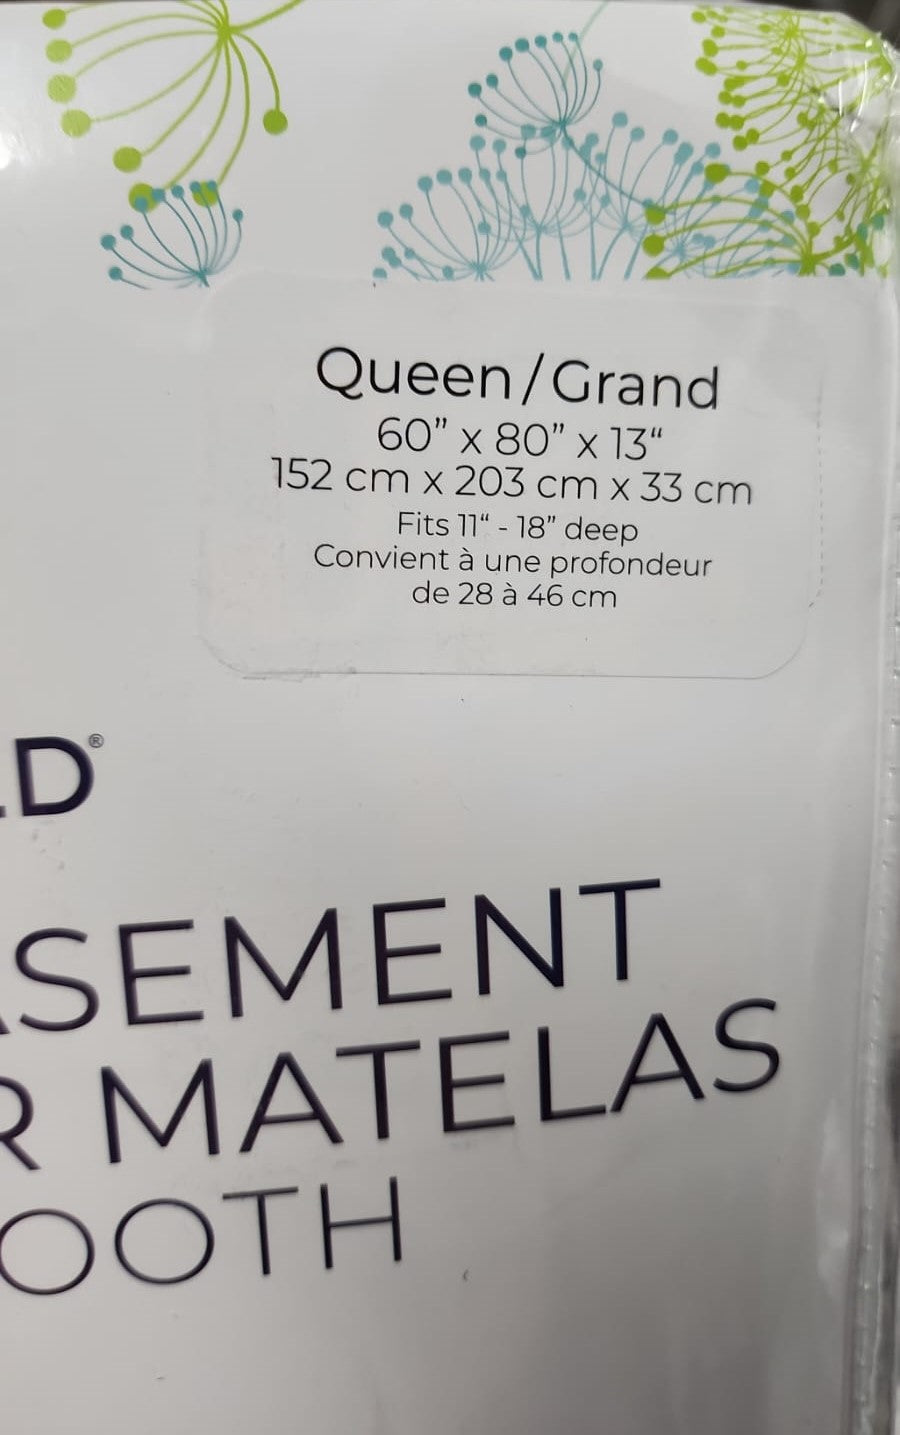 Queen/Grand
60” x 80” x 13“
152 cm x 203 cm x 33 cm
Fits 11“ - 18” deep
Convient à une profondeur
de 28 à 46 cm
D®
SEMENT
R MATELAS
OOTH